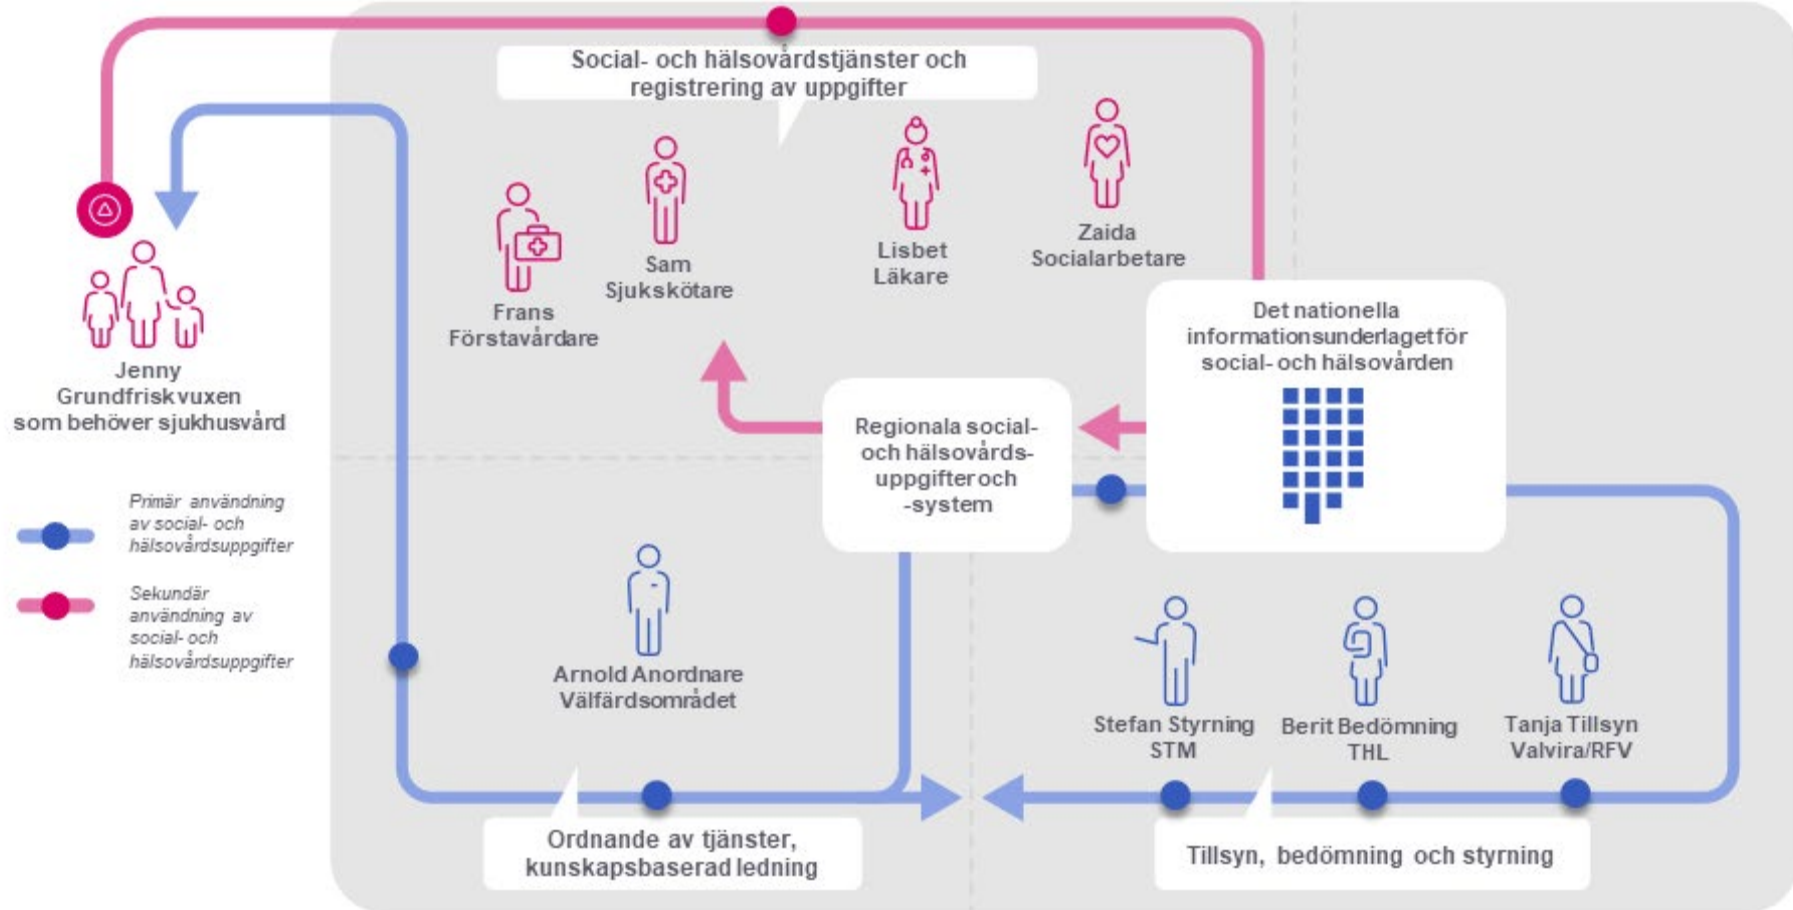 Social- och hälsovårdstjänster och
registrering av uppgifter
Frans
Förstavårdare
Sam
Sjukskötare
Lisbet
Läkare
Zaida
Socialarbetare
Jenny
Grundfrisk vuxen
som behöver sjukhusvård
Det nationella
informationsunderlaget för
social- och hälsovården
Regionala social-
och hälsovårds-
uppgifter och
-system
Primär användning
av social- och
hälsovårdsuppgifter
Sekundär
användning av
social- och
hälsovårdsuppgifter
Arnold Anordnare
Välfärdsområdet
Stefan Styrning
STM
Berit Bedömning
THL
Tanja Tillsyn
Valvira/RFV
Ordnande av tjänster,
kunskapsbaserad ledning
Tillsyn, bedömning och styrning